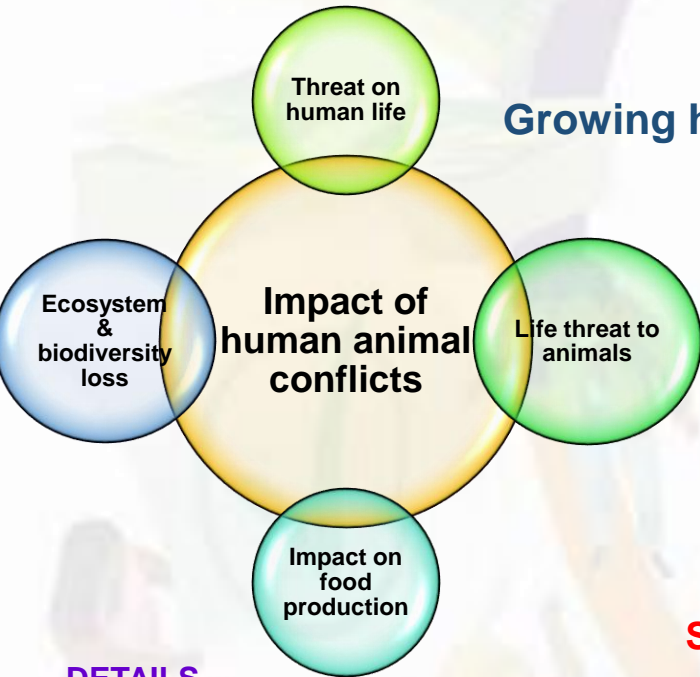 Threat on
human life
Growing h
Ecosystem
&
biodiversity
loss
Impact of
human animal
conflicts
Life threat to
animals
Impact on
food
production
S
DETAILS